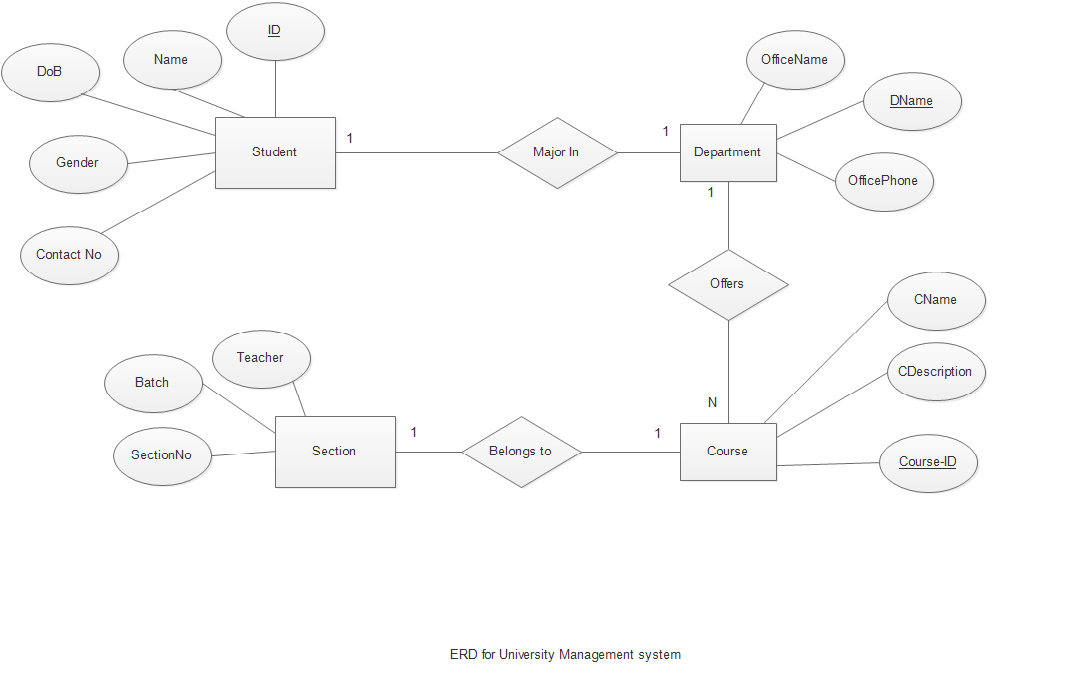 ID
Name
DoB
OfficeName
DName
Student
1
Major In
1
Department
Gender
OfficePhone
1
Contact No
Offers
CName
Teacher
CDescription
Batch
N
Section
1
Belongs to
1
Course
SectionNo
Course-ID
ERD for University Management system